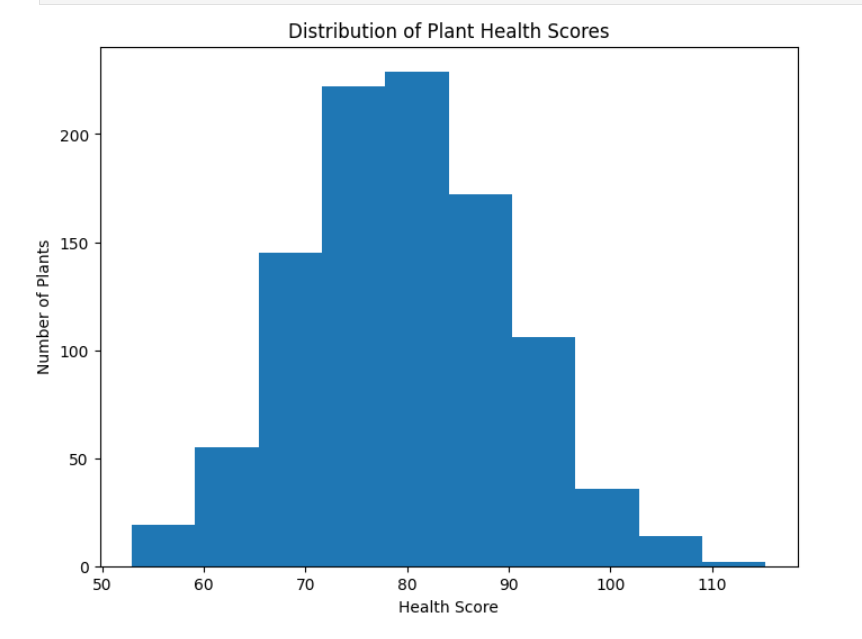 Distribution of Plant Health Scores
200
150
100
50
0
Number of Plants
50 60 70 80 90 100 110
Health Score